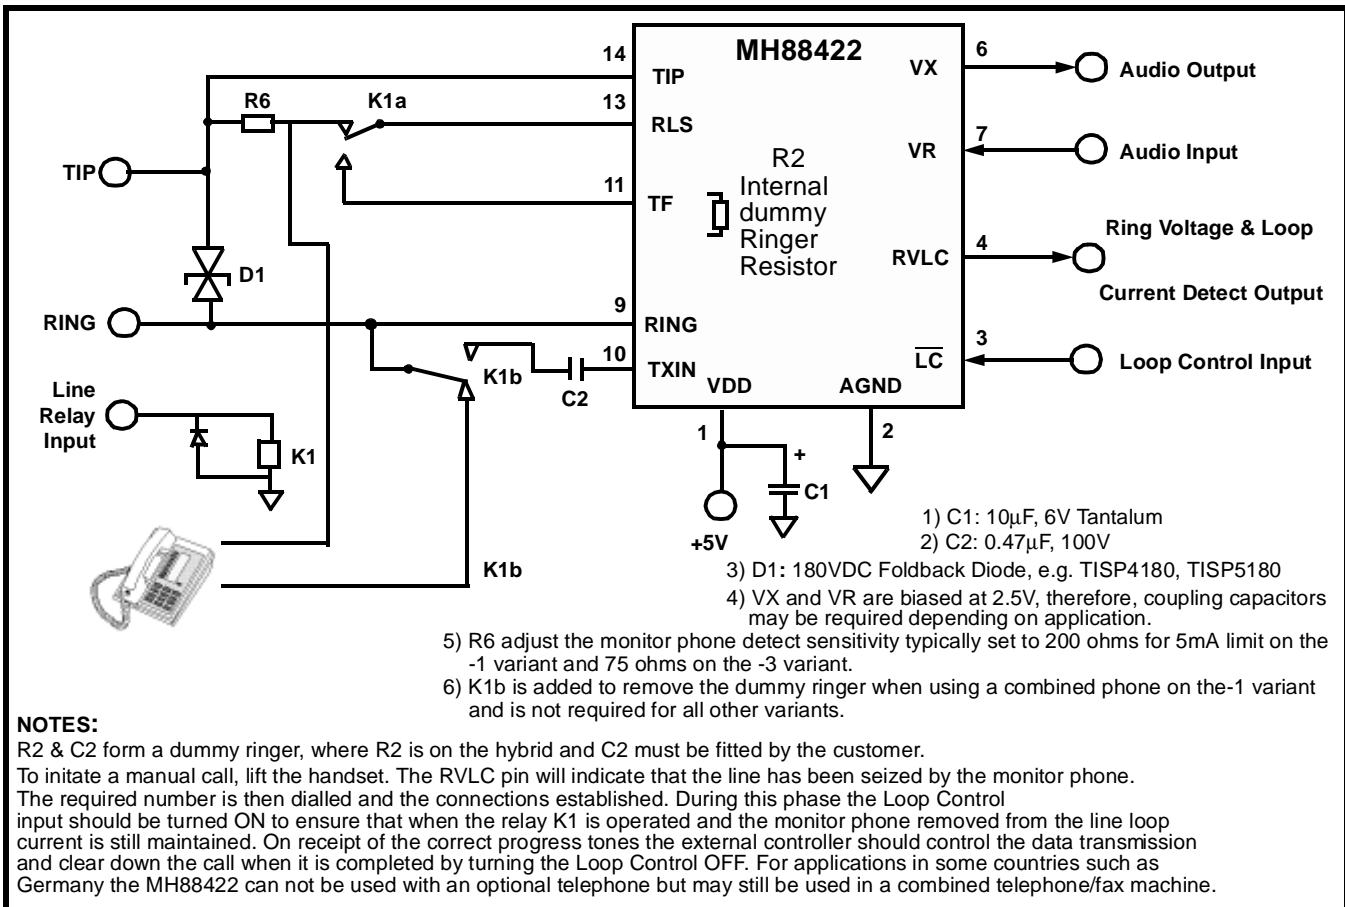 MH88422
14
TIP
VX
6
Audio Output
R6
K1a
13
RLS
VR
7
Audio Input
TIP
R2
Internal
dummy
Ringer
Resistor
11
TF
Ring Voltage & Loop
4
RVLC
Current Detect Output
D1
RING
9
RING
3
LC
Loop Control Input
K1b
C2
10
TXIN
VDD
AGND
Line
Relay
Input
K1
1
2
+
C1
+5V
K1b
1) C1: 10µF, 6V Tantalum
2) C2: 0.47µF, 100V
3) D1: 180VDC Foldback Diode, e.g. TISP4180, TISP5180
4) VX and VR are biased at 2.5V, therefore, coupling capacitors
may be required depending on application.
5) R6 adjust the monitor phone detect sensitivity typically set to 200 ohms for 5mA limit on the
-1 variant and 75 ohms on the -3 variant.
6) K1b is added to remove the dummy ringer when using a combined phone on the-1 variant
and is not required for all other variants.
NOTES:
R2 & C2 form a dummy ringer, where R2 is on the hybrid and C2 must be fitted by the customer.
To initate a manual call, lift the handset. The RVLC pin will indicate that the line has been seized by the monitor phone.
The required number is then dialled and the connections established. During this phase the Loop Control
input should be turned ON to ensure that when the relay K1 is operated and the monitor phone removed from the line loop
current is still maintained. On receipt of the correct progress tones the external controller should control the data transmission
and clear down the call when it is completed by turning the Loop Control OFF. For applications in some countries such as
Germany the MH88422 can not be used with an optional telephone but may still be used in a combined telephone/fax machine.